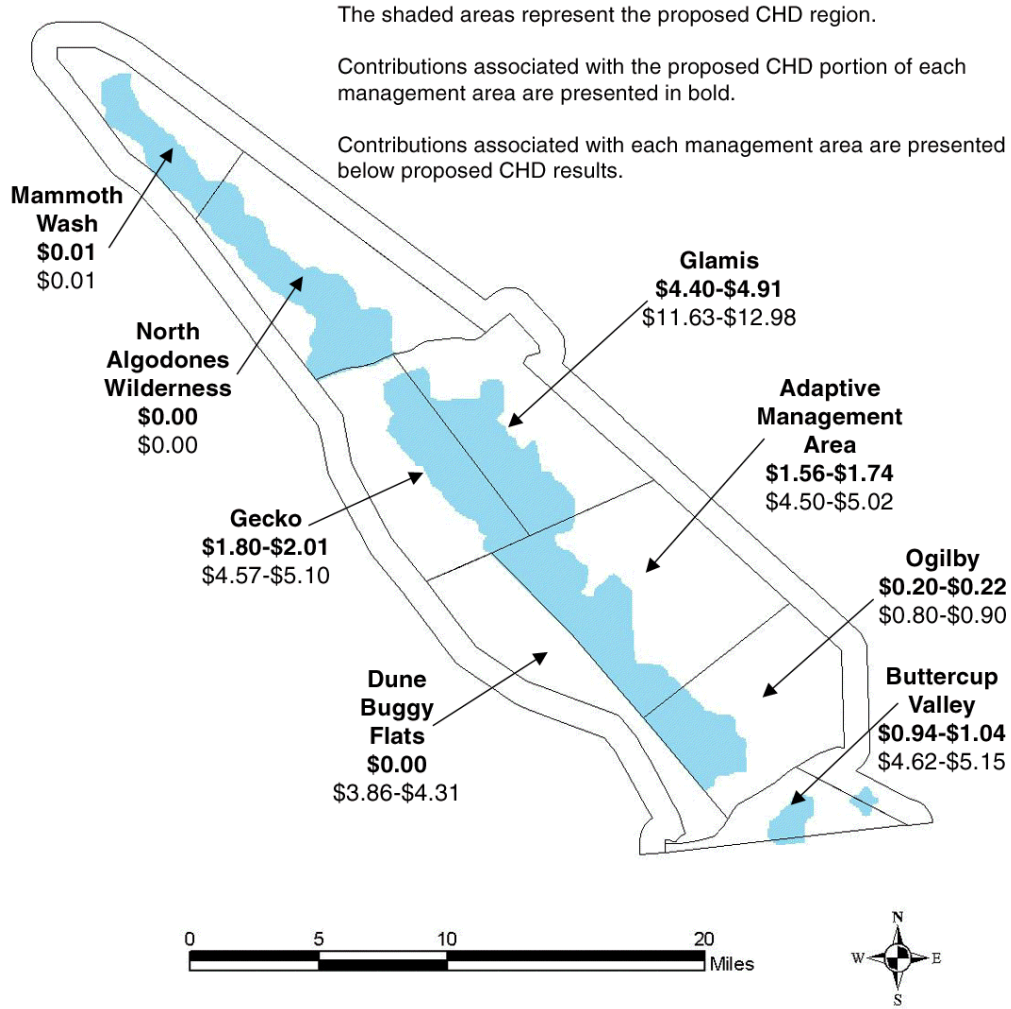 The shaded areas represent the proposed CHD region.
Contributions associated with the proposed CHD portion of each
management area are presented in bold.
Contributions associated with each management area are presented
below proposed CHD results.
Mammoth
Wash
$0.01
$0.01
North
Algodones
Wilderness
$0.00
$0.00
Glamis
$4.40-$4.91
$11.63-$12.98
Adaptive
Management
Area
$1.56-$1.74
$4.50-$5.02
Gecko
$1.80-$2.01
$4.57-$5.10
Ogilby
$0.20-$0.22
$0.80-$0.90
Dune
Buggy
Flats
$0.00
$3.86-$4.31
Buttercup
Valley
$0.94-$1.04
$4.62-$5.15
0 5 10 20
Miles
N
W E
S